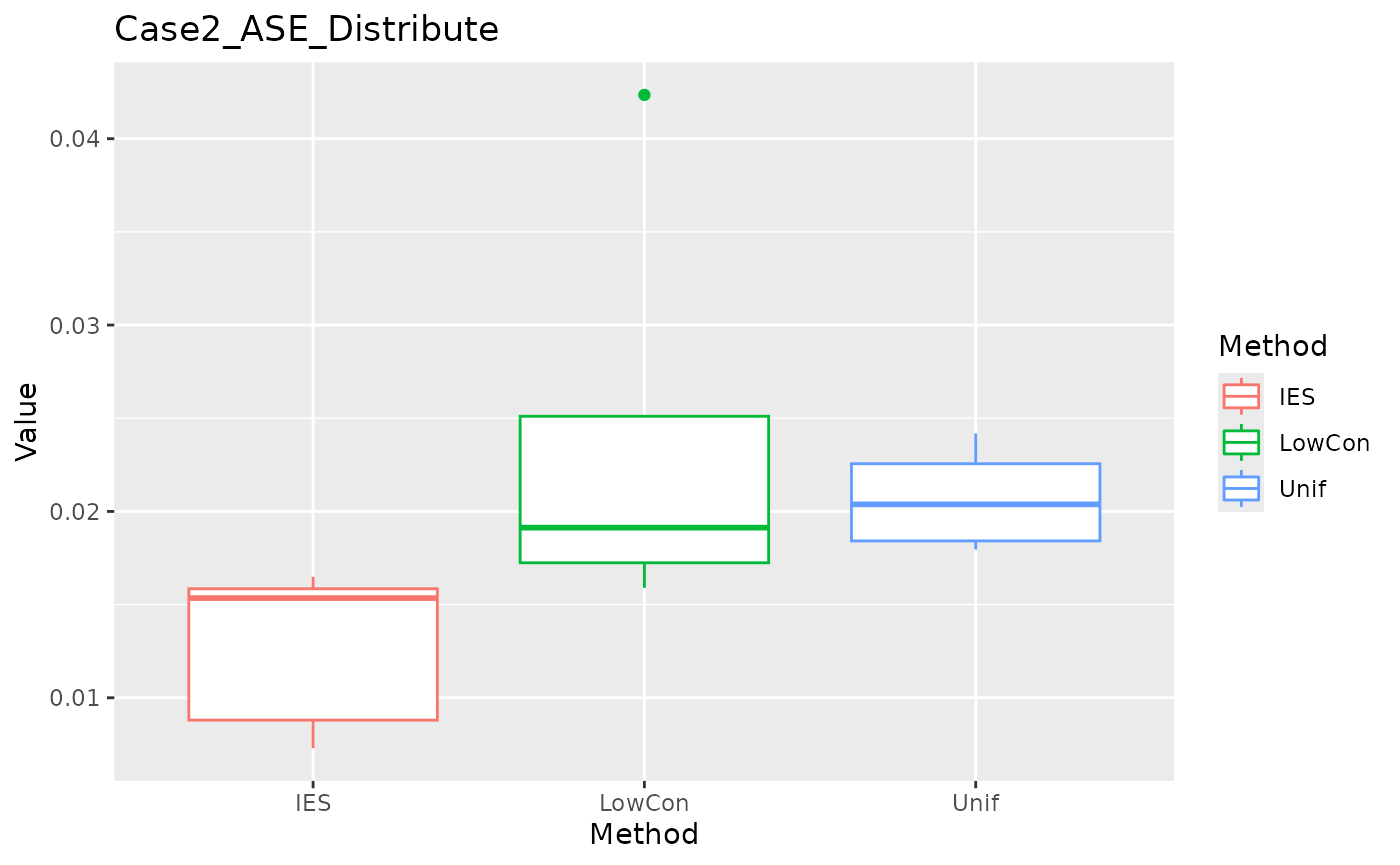 Case2_ASE_Distribute
0.04
0.03
0.02
0.01
Value
IES
LowCon
Unif
Method
Method
IES
LowCon
Unif